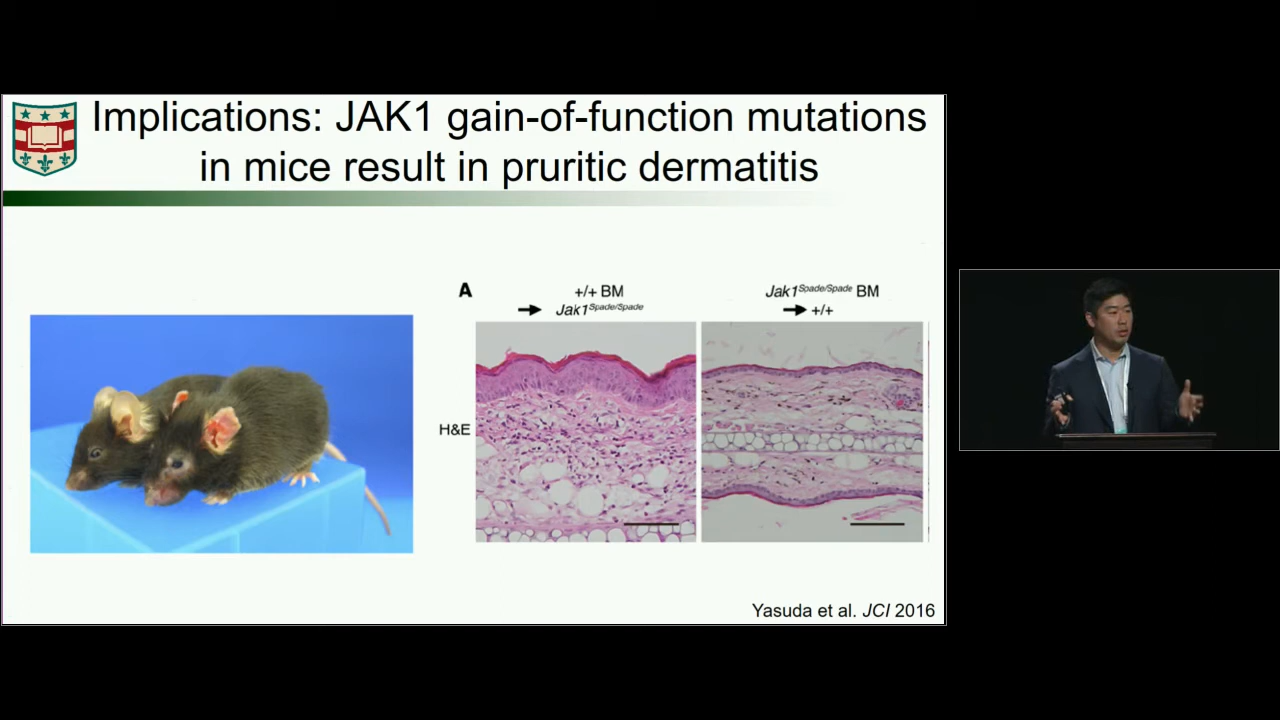 Implications: JAK1 gain-of-function mutations
in mice result in pruritic dermatitis
A
+/+ BM
→ Jak1Spade/Spade
Jak1Spade/Spade BM
→ +/+
H&E
Yasuda et al. JCI 2016